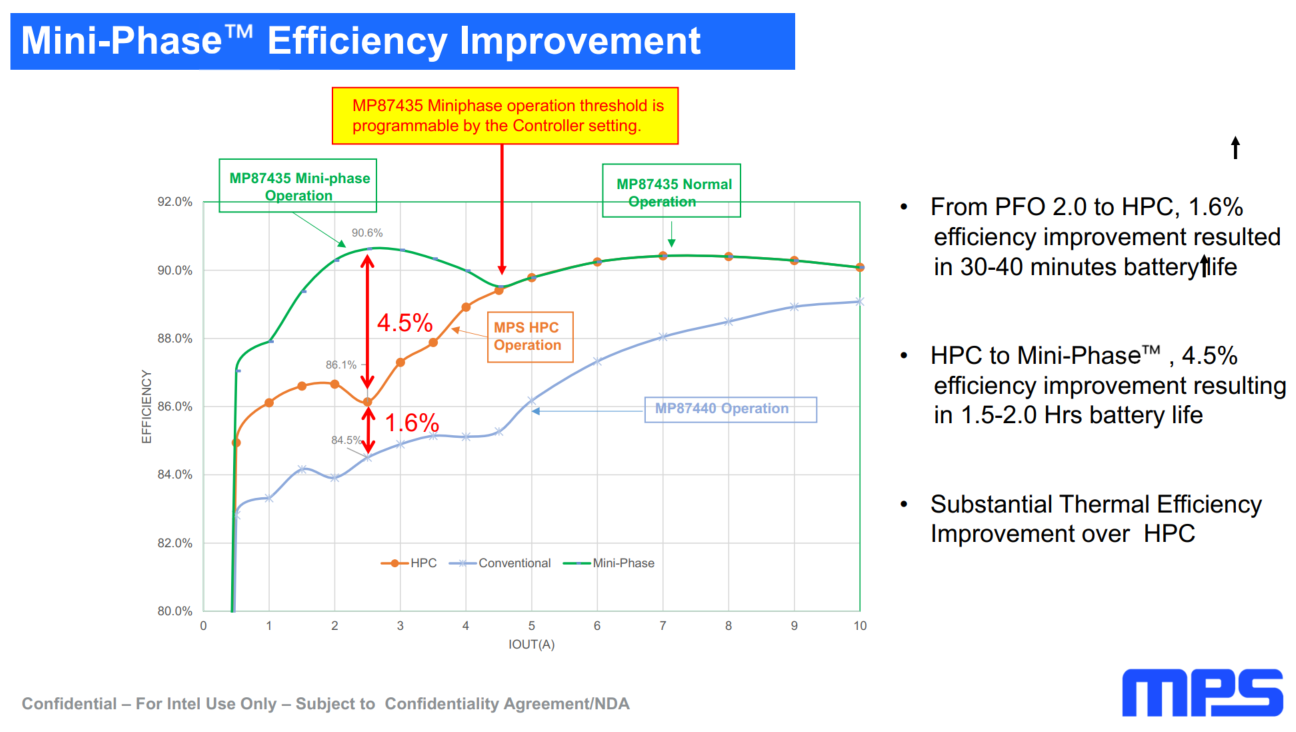 Mini-Phase™ Efficiency Improvement
MP87435 Miniphase operation threshold is
programmable by the Controller setting.
MP87435 Mini-phase
Operation
MP87435 Normal
Operation
92.0%
90.0%
88.0%
86.0%
84.0%
82.0%
80.0%
EFFICIENCY
90.6%
4.5%
86.1%
1.6%
84.5%
MPS HPC
Operation
MP87440 Operation
HPC Conventional Mini-Phase
0 1 2 3 4 5 6 7 8 9 10
IOUT(A)
• From PFO 2.0 to HPC, 1.6%
efficiency improvement resulted
in 30-40 minutes battery life
• HPC to Mini-Phase™ , 4.5%
efficiency improvement resulting
in 1.5-2.0 Hrs battery life
• Substantial Thermal Efficiency
Improvement over HPC
Confidential – For Intel Use Only – Subject to Confidentiality Agreement/NDA
mPS